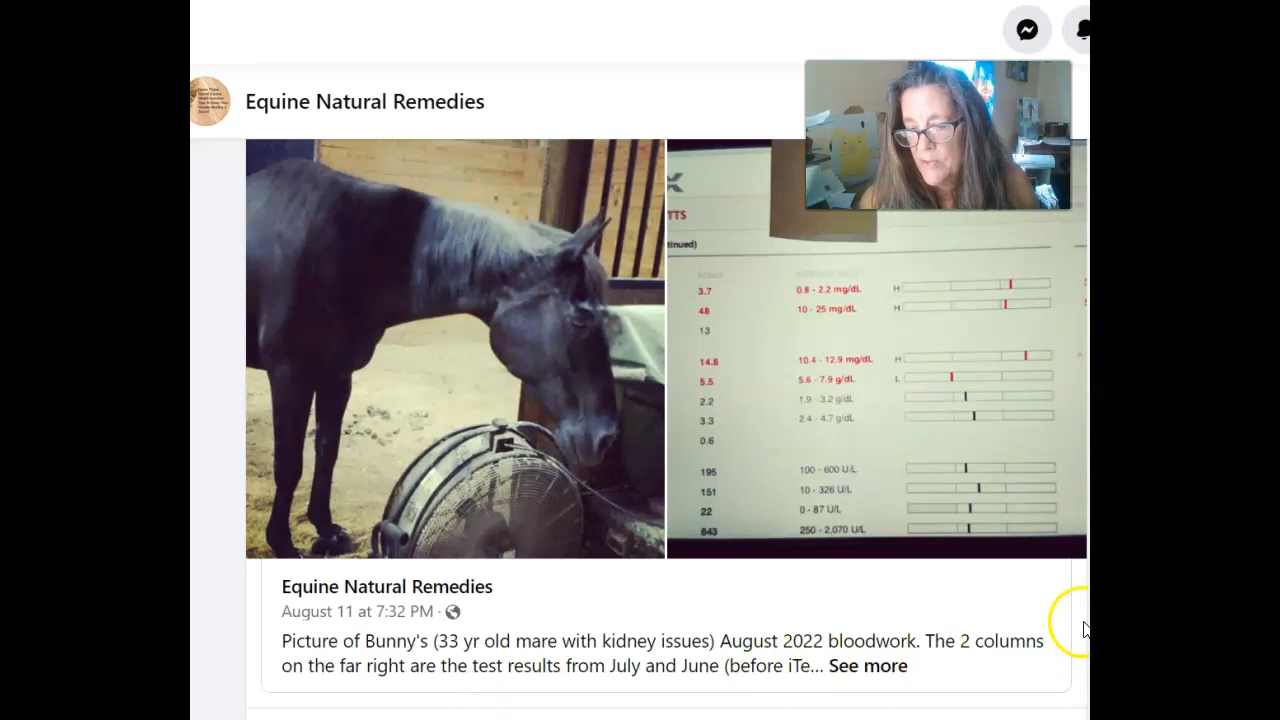 Equine Natural Remedies
TTS
tinued)
3.7 0.8 - 2.2 mg/dL H
48 10 - 25 mg/dL H
13
14.8 10.4 - 12.9 mg/dL H
5.5 5.6 - 7.9 g/dL L
2.2 1.9 - 3.2 g/dL
3.3 2.4 - 4.7 g/dL
0.6
195 100 - 600 U/L
151 10 - 326 U/L
22 0 - 87 U/L
643 250 - 2,070 U/L
Equine Natural Remedies
August 11 at 7:32 PM ·
Picture of Bunny's (33 yr old mare with kidney issues) August 2022 bloodwork. The 2 columns
on the far right are the test results from July and June (before iTe... See more